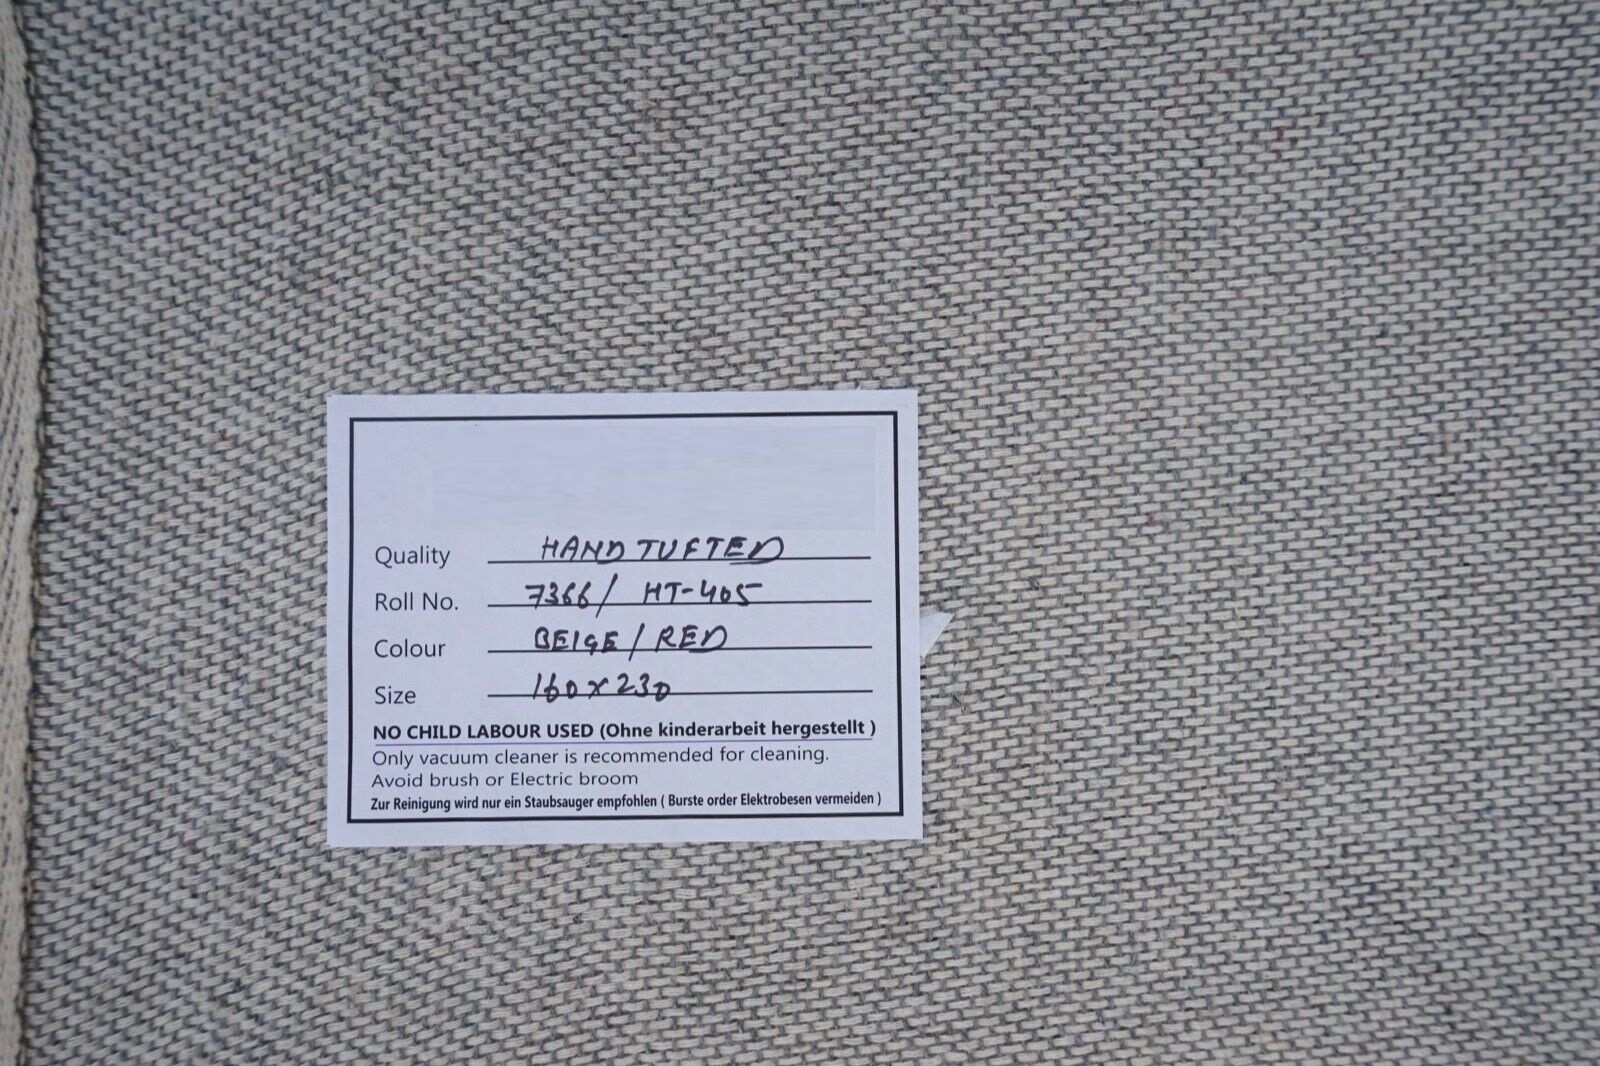 Quality HAND TUFTED
Roll No. 7366/ HT-405
Colour BEIGE/RED
Size 160x230
NO CHILD LABOUR USED (Ohne kinderarbeit hergestellt )
Only vacuum cleaner is recommended for cleaning.
Avoid brush or Electric broom
Zur Reinigung wird nur ein Staubsauger empfohlen ( Burste order Elektrobesen vermeiden )